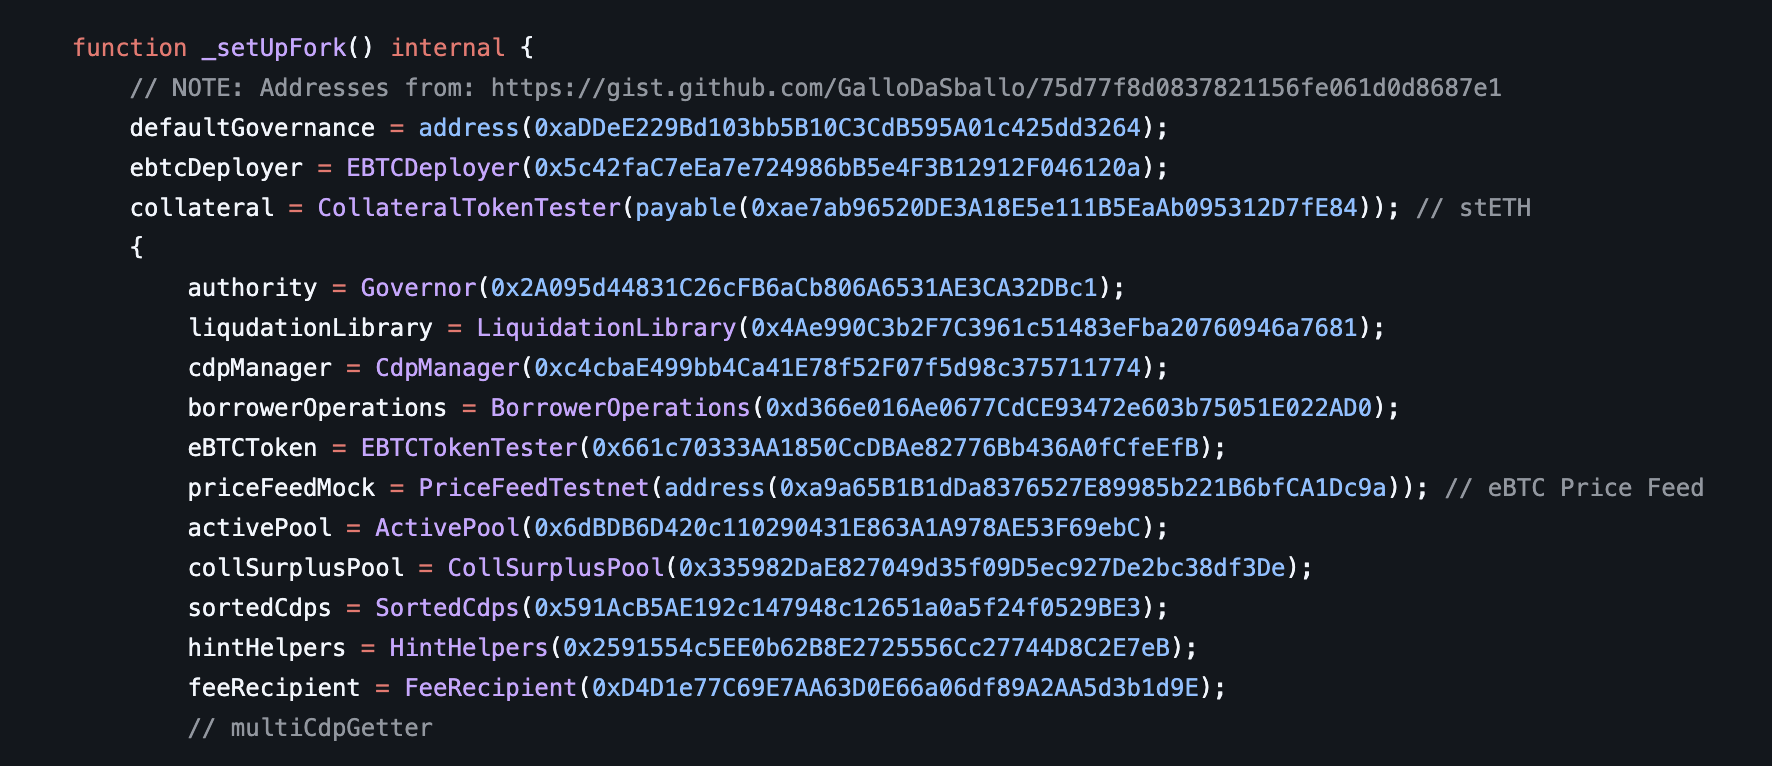 function _setUpFork() internal {
// NOTE: Addresses from: https://gist.github.com/GalloDaSballo/75d77f8d0837821156fe061d0d8687e1
defaultGovernance = address(0xaDDeE229Bd103bb5B10C3CdB595A01c425dd3264);
ebtcDeployer = EBTCDeployer(0x5c42faC7eEa7e724986bB5e4F3B12912F046120a);
collateral = CollateralTokenTester(payable(0xae7ab96520DE3A18E5e111B5EaAb095312D7fE84)); // stETH
{
authority = Governor(0x2A095d44831C26cFB6aCb806A6531AE3CA32DBc1);
liqudationLibrary = LiquidationLibrary(0x4Ae990C3b2F7C3961c51483eFba20760946a7681);
cdpManager = CdpManager(0xc4cbaE499bb4Ca41E78f52F07f5d98c375711774);
borrowerOperations = BorrowerOperations(0xd366e016Ae0677CdCE93472e603b75051E022AD0);
eBTCToken = EBTCTokenTester(0x661c70333AA1850CcDBAe82776Bb436A0fCfeEfB);
priceFeedMock = PriceFeedTestnet(address(0xa9a65B1B1dDa8376527E89985b221B6bfCA1Dc9a)); // eBTC Price Feed
activePool = ActivePool(0x6dBDB6D420c110290431E863A1A978AE53F69ebC);
collSurplusPool = CollSurplusPool(0x335982DaE827049d35f09D5ec927De2bc38df3De);
sortedCdps = SortedCdps(0x591AcB5AE192c147948c12651a0a5f24f0529BE3);
hintHelpers = HintHelpers(0x2591554c5EE0b62B8E2725556Cc27744D8C2E7eB);
feeRecipient = FeeRecipient(0xD4D1e77C69E7AA63D0E66a06df89A2AA5d3b1d9E);
// multiCdpGetter